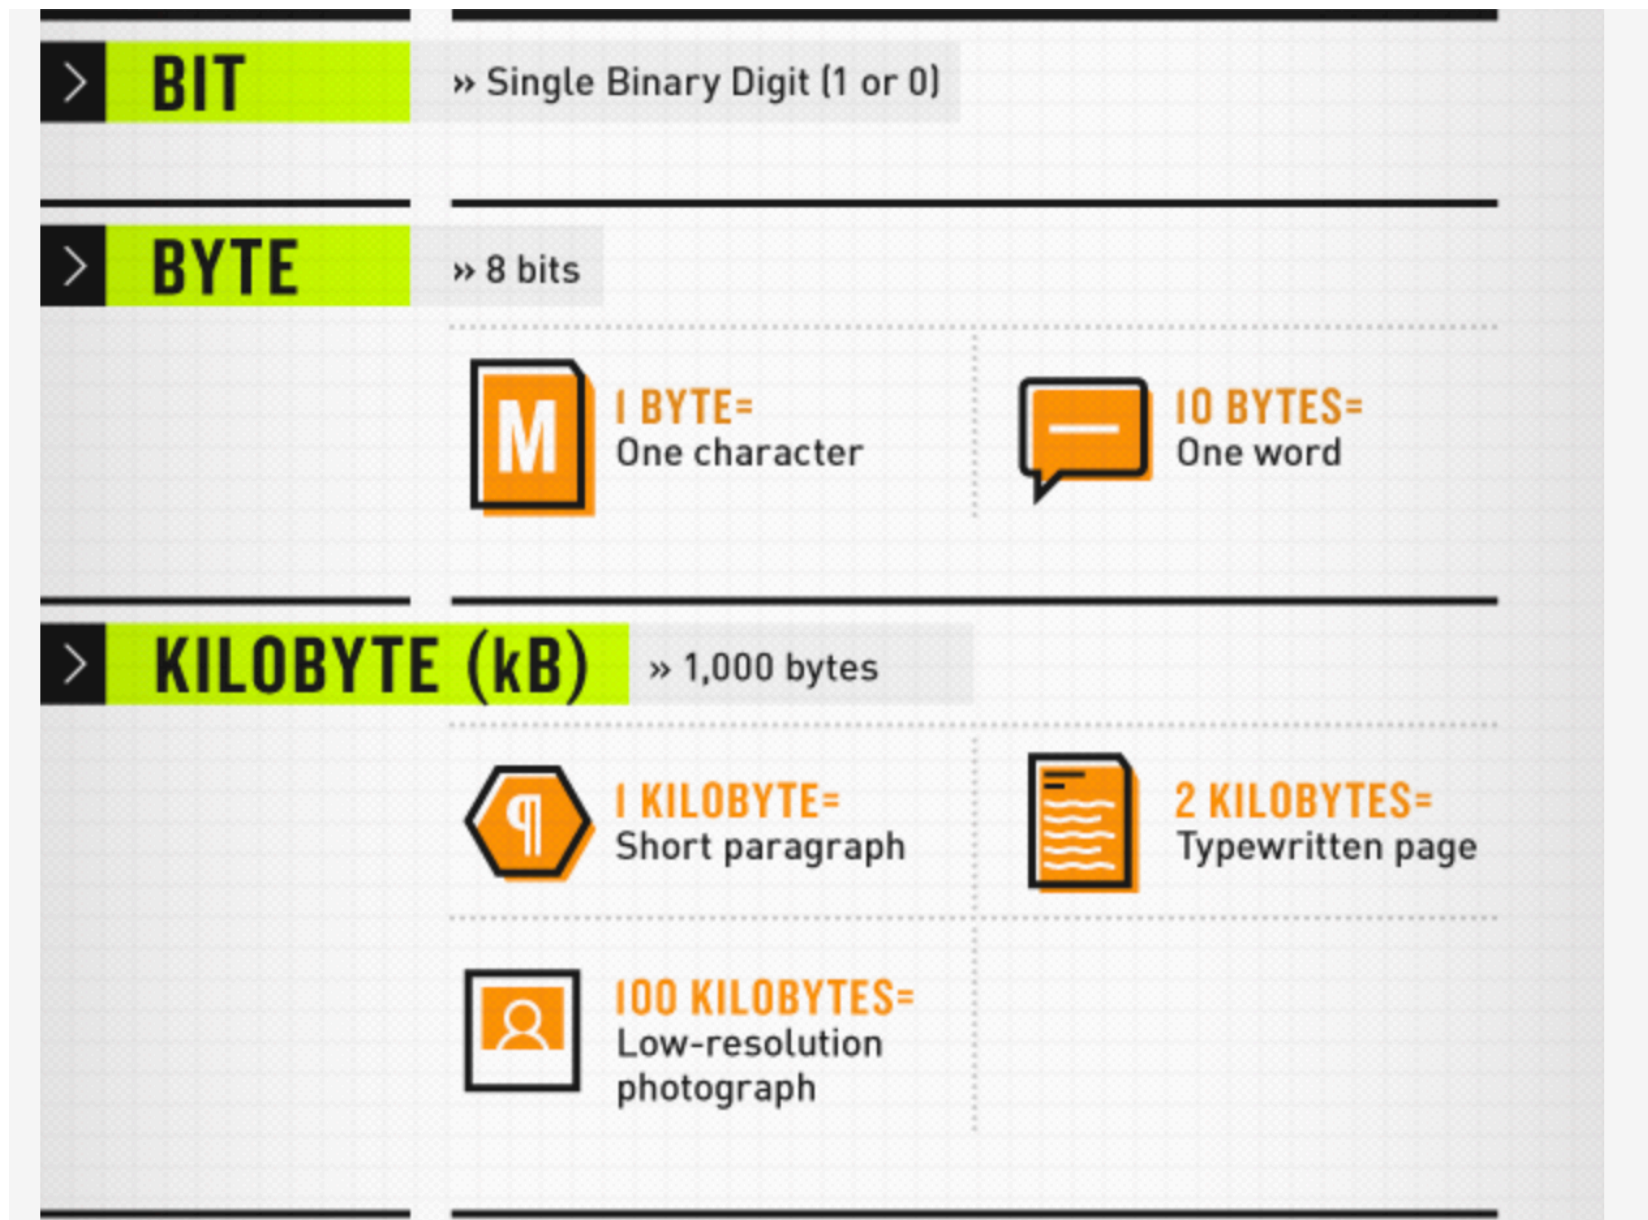 BIT
» Single Binary Digit (1 or 0)
BYTE
» 8 bits
M
1 BYTE=
One character
10 BYTES=
One word
KILOBYTE (kB)
» 1,000 bytes
¶
1 KILOBYTE=
Short paragraph
2 KILOBYTES=
Typewritten page
100 KILOBYTES=
Low-resolution
photograph